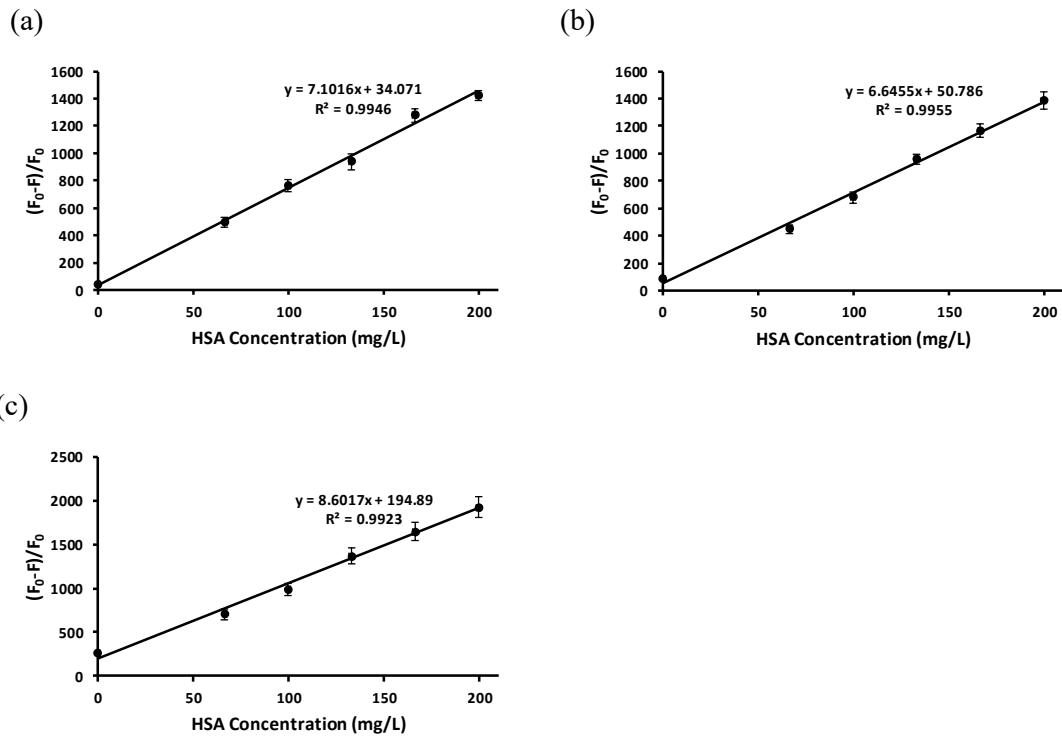 (a)
1600
1400
1200
1000
800
600
400
200
0
(F₀-F)/F₀
y = 7.1016x + 34.071
R² = 0.9946
0 50 100 150 200
HSA Concentration (mg/L)
(b)
1600
1400
1200
1000
800
600
400
200
0
(F₀-F)/F₀
y = 6.6455x + 50.786
R² = 0.9955
0 50 100 150 200
HSA Concentration (mg/L)
(c)
2500
2000
1500
1000
500
0
(F₀-F)/F₀
y = 8.6017x + 194.89
R² = 0.9923
0 50 100 150 200
HSA Concentration (mg/L)